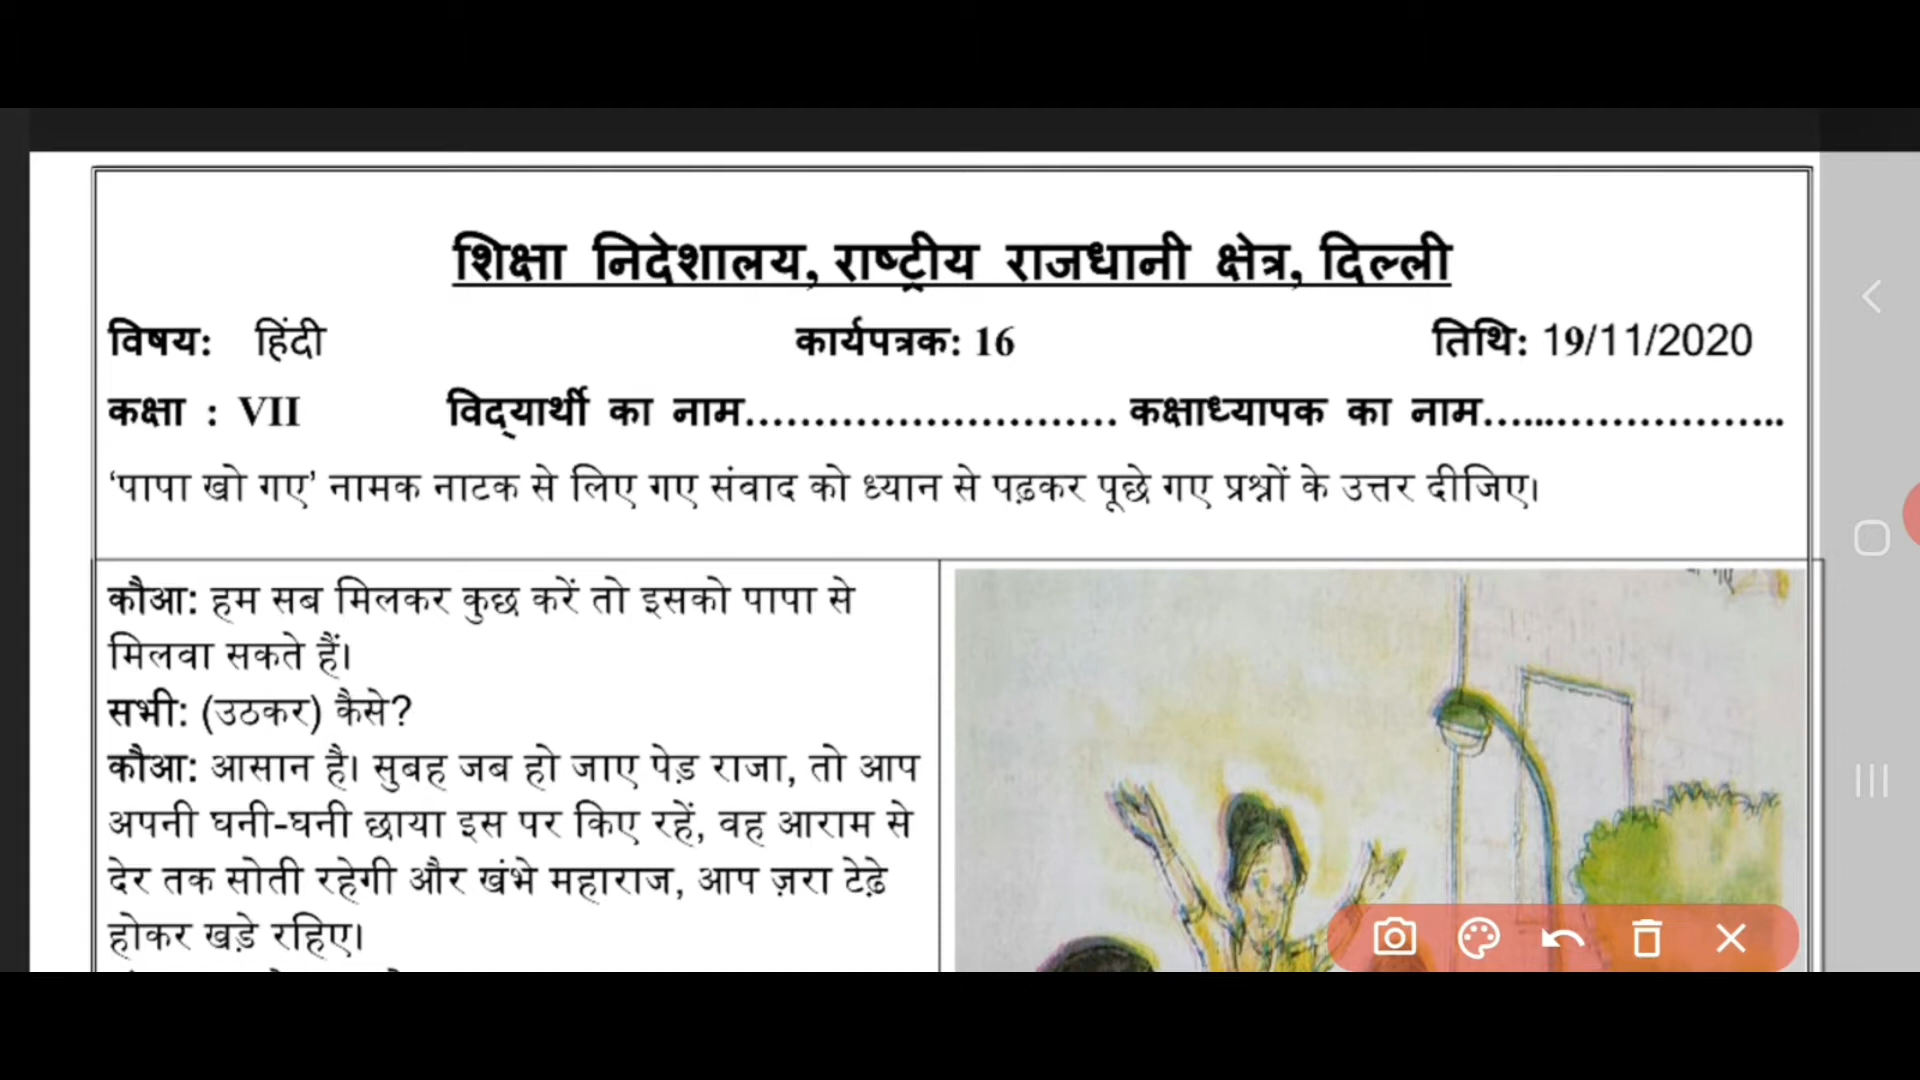 शिक्षा निदेशालय, राष्ट्रीय राजधानी क्षेत्र, दिल्ली
विषय: हिंदी कार्यपत्रक: 16 तिथि: 19/11/2020
कक्षा : VII विद्यार्थी का नाम........................... कक्षाध्यापक का नाम.........................
‘पापा खो गए’ नामक नाटक से लिए गए संवाद को ध्यान से पढ़कर पूछे गए प्रश्नों के उत्तर दीजिए।
कौआ: हम सब मिलकर कुछ करें तो इसको पापा से
मिलवा सकते हैं।
सभी: (उठकर) कैसे?
कौआ: आसान है। सुबह जब हो जाए पेड़ राजा, तो आप
अपनी घनी-घनी छाया इस पर किए रहें, वह आराम से
देर तक सोती रहेगी और खंभे महाराज, आप ज़रा टेढ़े
होकर खड़े रहिए।